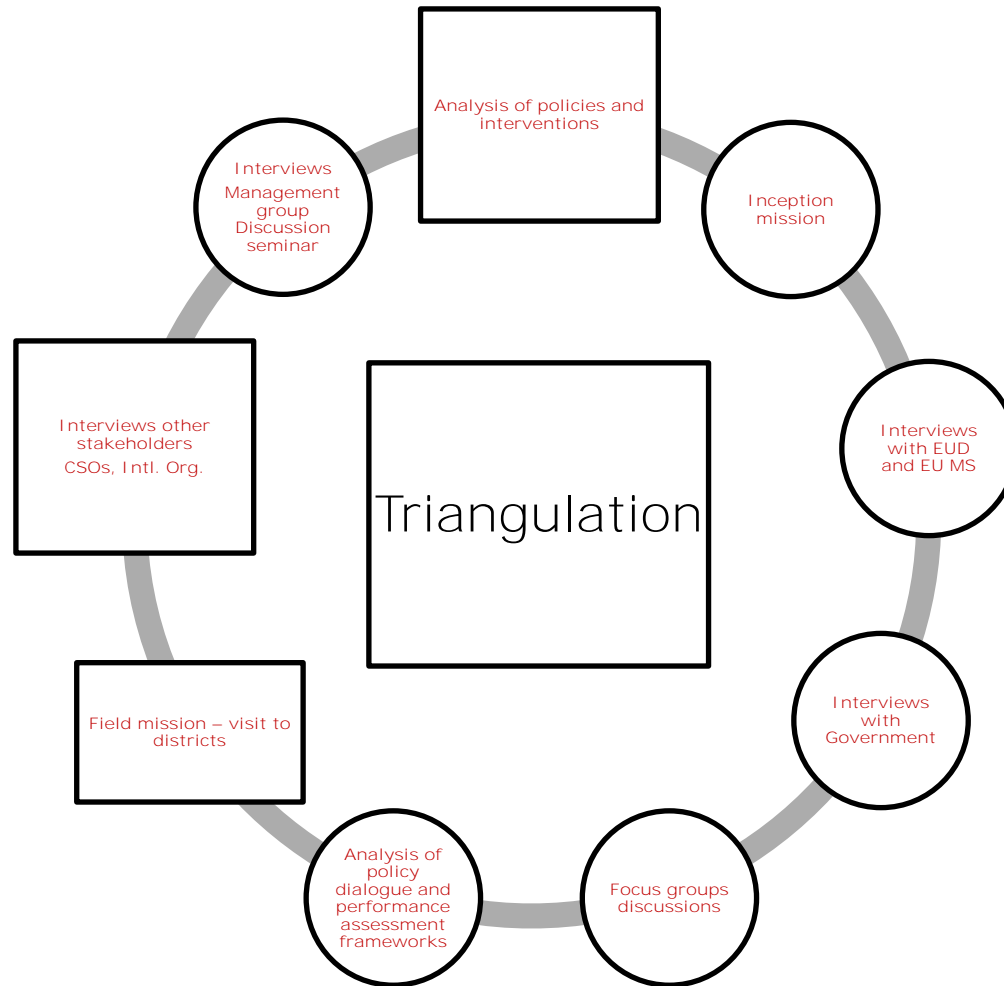 Analysis of policies and
interventions
Interviews
Management
group
Discussion
seminar
Inception
mission
Interviews other
stakeholders
CSOs, Intl. Org.
Triangulation
Interviews
with EUD
and EU MS
Field mission – visit to
districts
Interviews
with
Government
Analysis of
policy
dialogue and
performance
assessment
frameworks
Focus groups
discussions